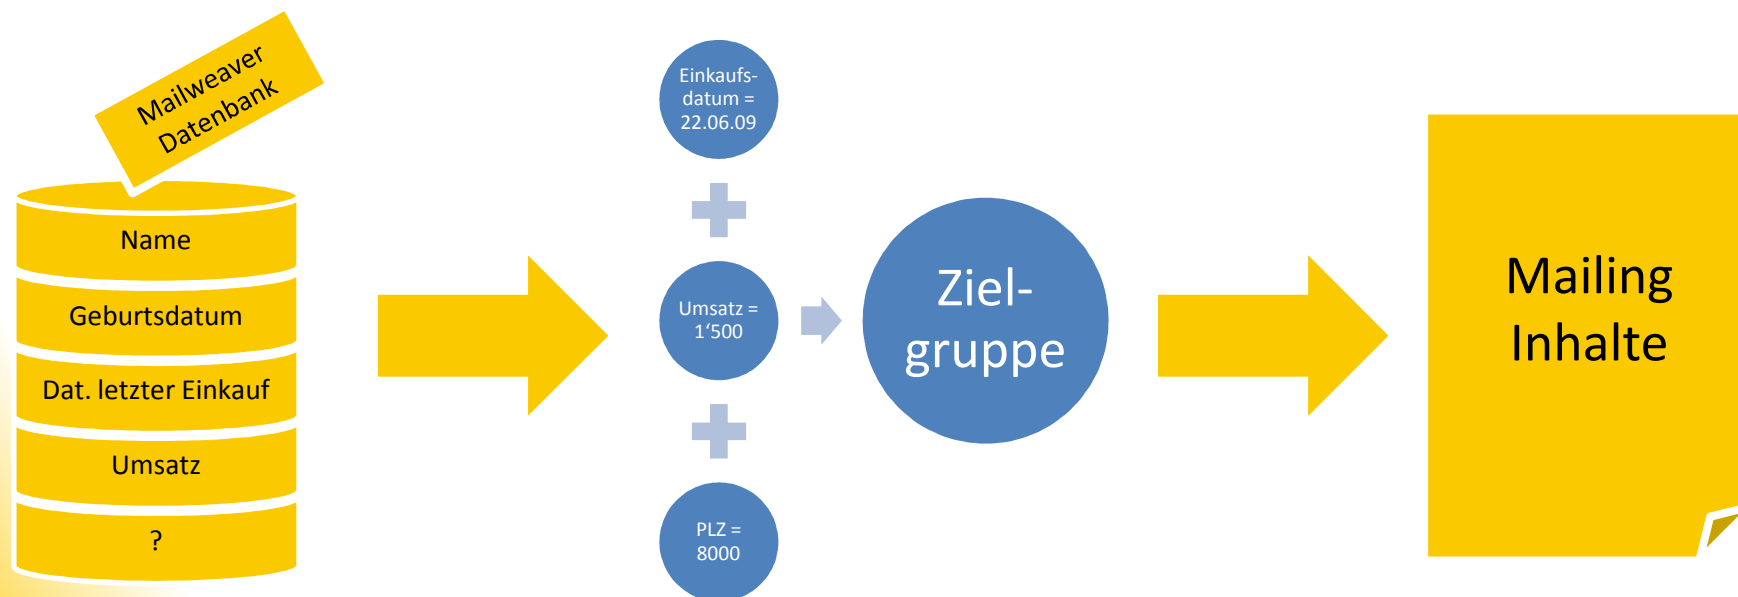 Mailweaver
Datenbank
Name
Geburtsdatum
Dat. letzter Einkauf
Umsatz
?
Einkaufs-
datum =
22.06.09
Umsatz =
1‘500
PLZ =
8000
Ziel-
gruppe
Mailing
Inhalte